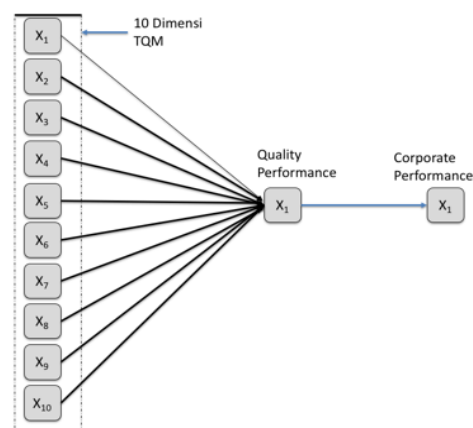 10 Dimensi
TQM
X₁
X₂
X₃
X₄
X₅
X₆
X₇
X₈
X₉
X₁₀
Quality
Performance
X₁
Corporate
Performance
X₁